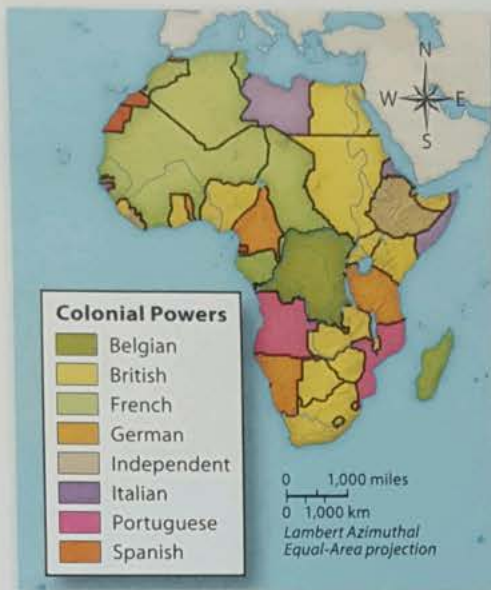 N
W E
S
Colonial Powers
Belgian
British
French
German
Independent
Italian
Portuguese
Spanish
0 1,000 miles
0 1,000 km
Lambert Azimuthal
Equal-Area projection